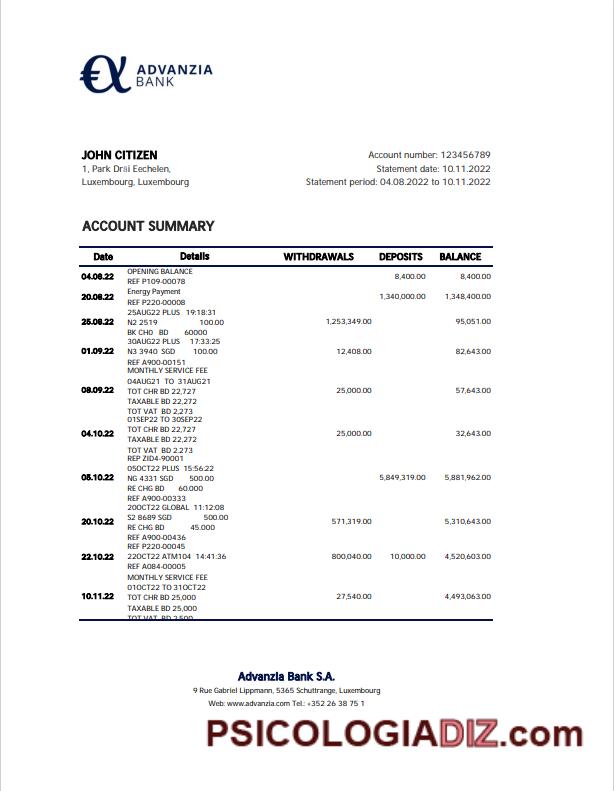 €α ADVANZIA
BANK
JOHN CITIZEN
Account number: 123456789
1, Park Dräi Eechelen,
Statement date: 10.11.2022
Luxembourg, Luxembourg
Statement period: 04.08.2022 to 10.11.2022
ACCOUNT SUMMARY
Date Details WITHDRAWALS DEPOSITS BALANCE
OPENING BALANCE
04.08.22 8,400.00 8,400.00
REF P109-00078
Energy Payment
20.08.22 1,340,000.00 1,348,400.00
REF P220-00008
25AUG22 PLUS 19:18:31
25.08.22 N2 2519 100.00 1,253,349.00 95,051.00
BK CH0 BD 60000
30AUG22 PLUS 17:33:25
01.09.22 N3 3940 SGD 100.00 12,408.00 82,643.00
REF A900-00151
MONTHLY SERVICE FEE
04AUG21 TO 31AUG21
08.09.22 TOT CHR BD 22,727 25,000.00 57,643.00
TAXABLE BD 22,272
TOT VAT BD 2,273
01SEP22 TO 30SEP22
04.10.22 TOT CHR BD 22,727 25,000.00 32,643.00
TAXABLE BD 22,272
TOT VAT BD 2.273
REP ZID4-90001
05OCT22 PLUS 15:56:22
05.10.22 NG 4331 SGD 500.00 5,849,319.00 5,881,962.00
RE CHG BD 60.000
REF A900-00333
20OCT22 GLOBAL 11:12:08
20.10.22 S2 8689 SGD 500.00 571,319.00 5,310,643.00
RE CHG BD 45.000
REF A900-00436
REF P220-00045
22.10.22 22OCT22 ATM104 14:41:36 800,040.00 10,000.00 4,520,603.00
REF A084-00005
MONTHLY SERVICE FEE
01OCT22 TO 31OCT22
10.11.22 TOT CHR BD 25,000 27,540.00 4,493,063.00
TAXABLE BD 25,000
TOT VAT BD 2,500
Advanzia Bank S.A.
9 Rue Gabriel Lippmann, 5365 Schuttrange, Luxembourg
Web: www.advanzia.com Tel.: +352 26 38 75 1
PSICOLOGIADIZ.com